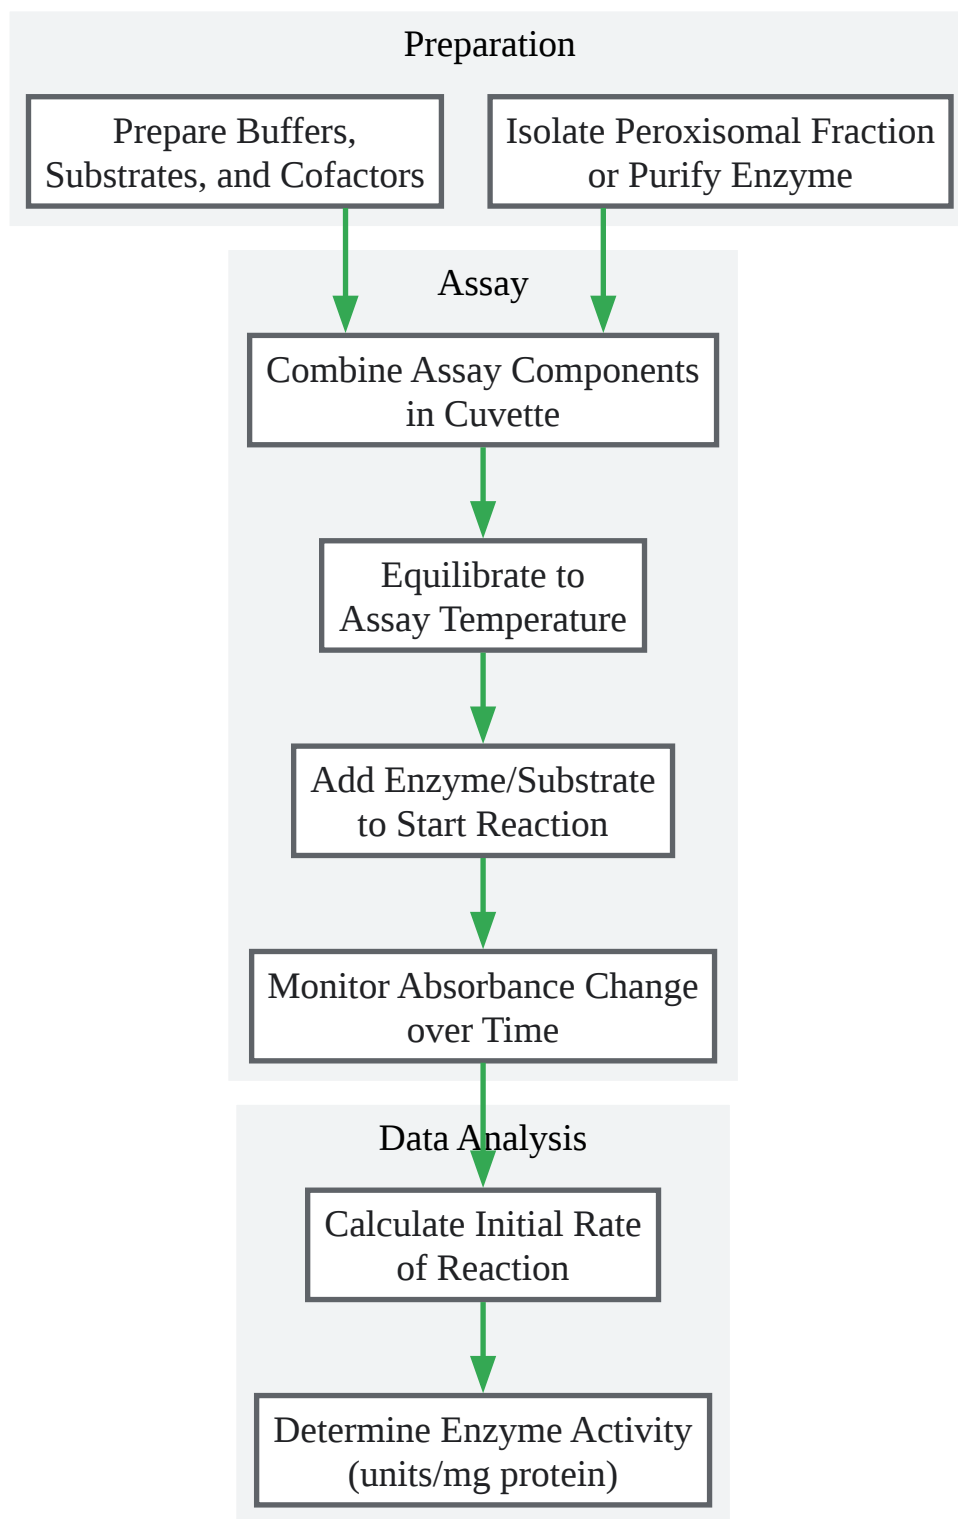 Preparation
Prepare Buffers,
Substrates, and Cofactors
Isolate Peroxisomal Fraction
or Purify Enzyme
Assay
Combine Assay Components
in Cuvette
Equilibrate to
Assay Temperature
Add Enzyme/Substrate
to Start Reaction
Monitor Absorbance Change
over Time
Data Analysis
Calculate Initial Rate
of Reaction
Determine Enzyme Activity
(units/mg protein)